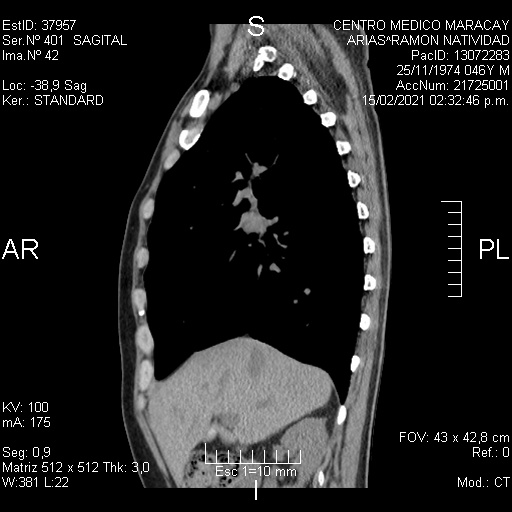 EstID: 37957
Ser.Nº 401 SAGITAL
Ima.Nº 42
Loc: -38,9 Sag
Ker.: STANDARD
S
CENTRO MEDICO MARACAY
ARIAS^RAMON NATIVIDAD
PacID: 13072283
25/11/1974 046Y M
AccNum: 21725001
15/02/2021 02:32:46 p.m.
AR
PL
KV: 100
mA: 175
Seg: 0,9
Matriz 512 x 512 Thk: 3,0
W:381 L:22
Esc 1=10 mm
I
FOV: 43 x 42,8 cm
Ref.: 0
Mod.: CT